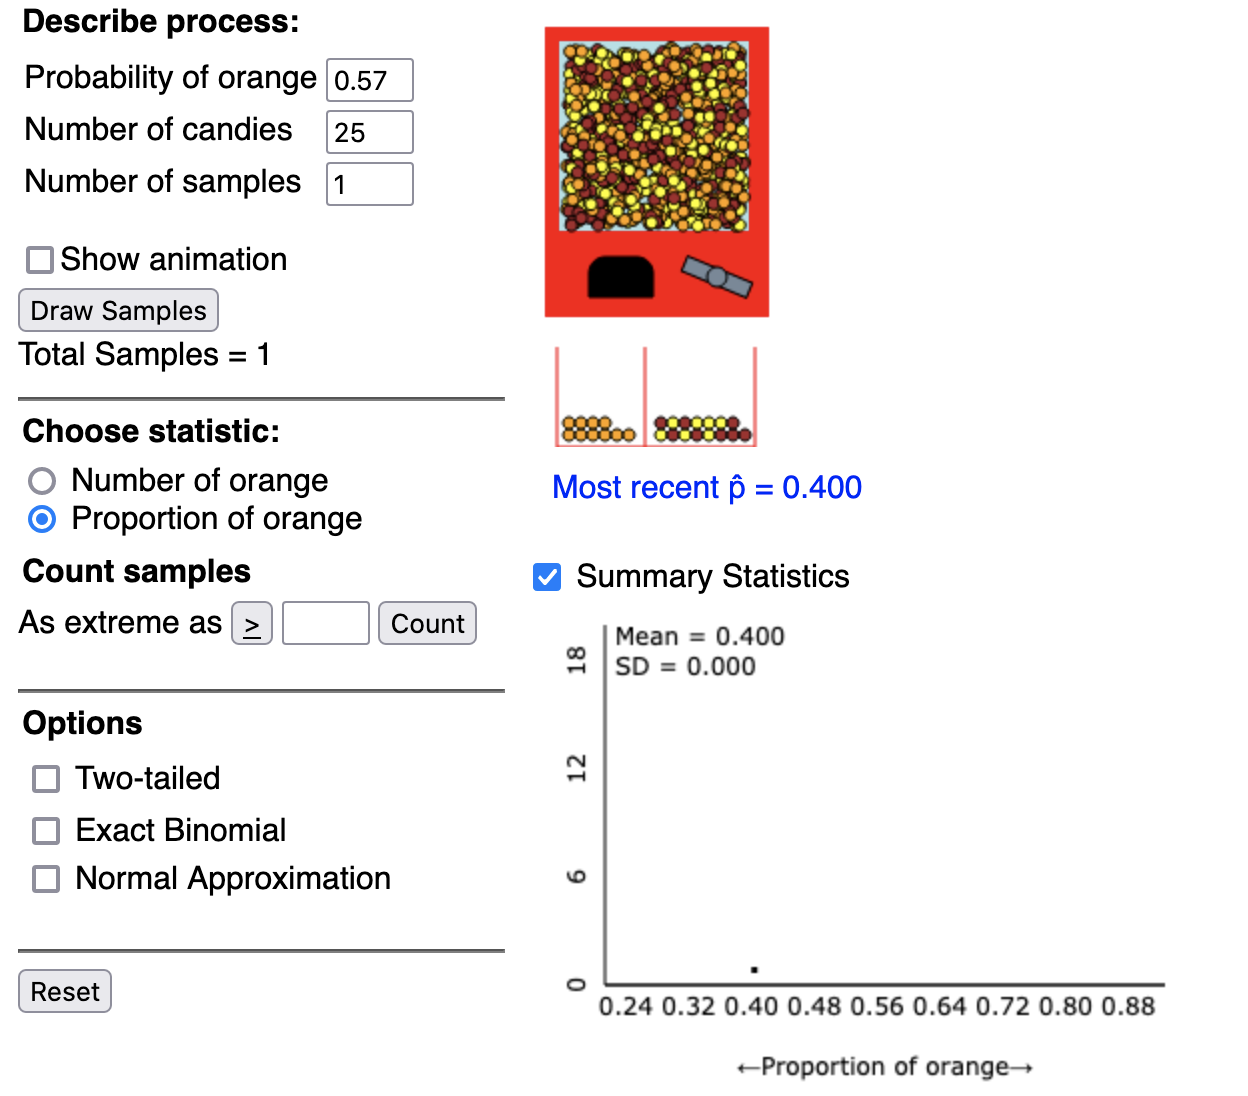 Describe process:
Probability of orange 0.57
Number of candies 25
Number of samples 1
Show animation
Draw Samples
Total Samples = 1
Choose statistic:
Number of orange
Proportion of orange
Count samples
As extreme as ≥ Count
Options
Two-tailed
Exact Binomial
Normal Approximation
Reset
Most recent p̂ = 0.400
Summary Statistics
Mean = 0.400
SD = 0.000
18
12
6
0
0.24 0.32 0.40 0.48 0.56 0.64 0.72 0.80 0.88
←Proportion of orange→